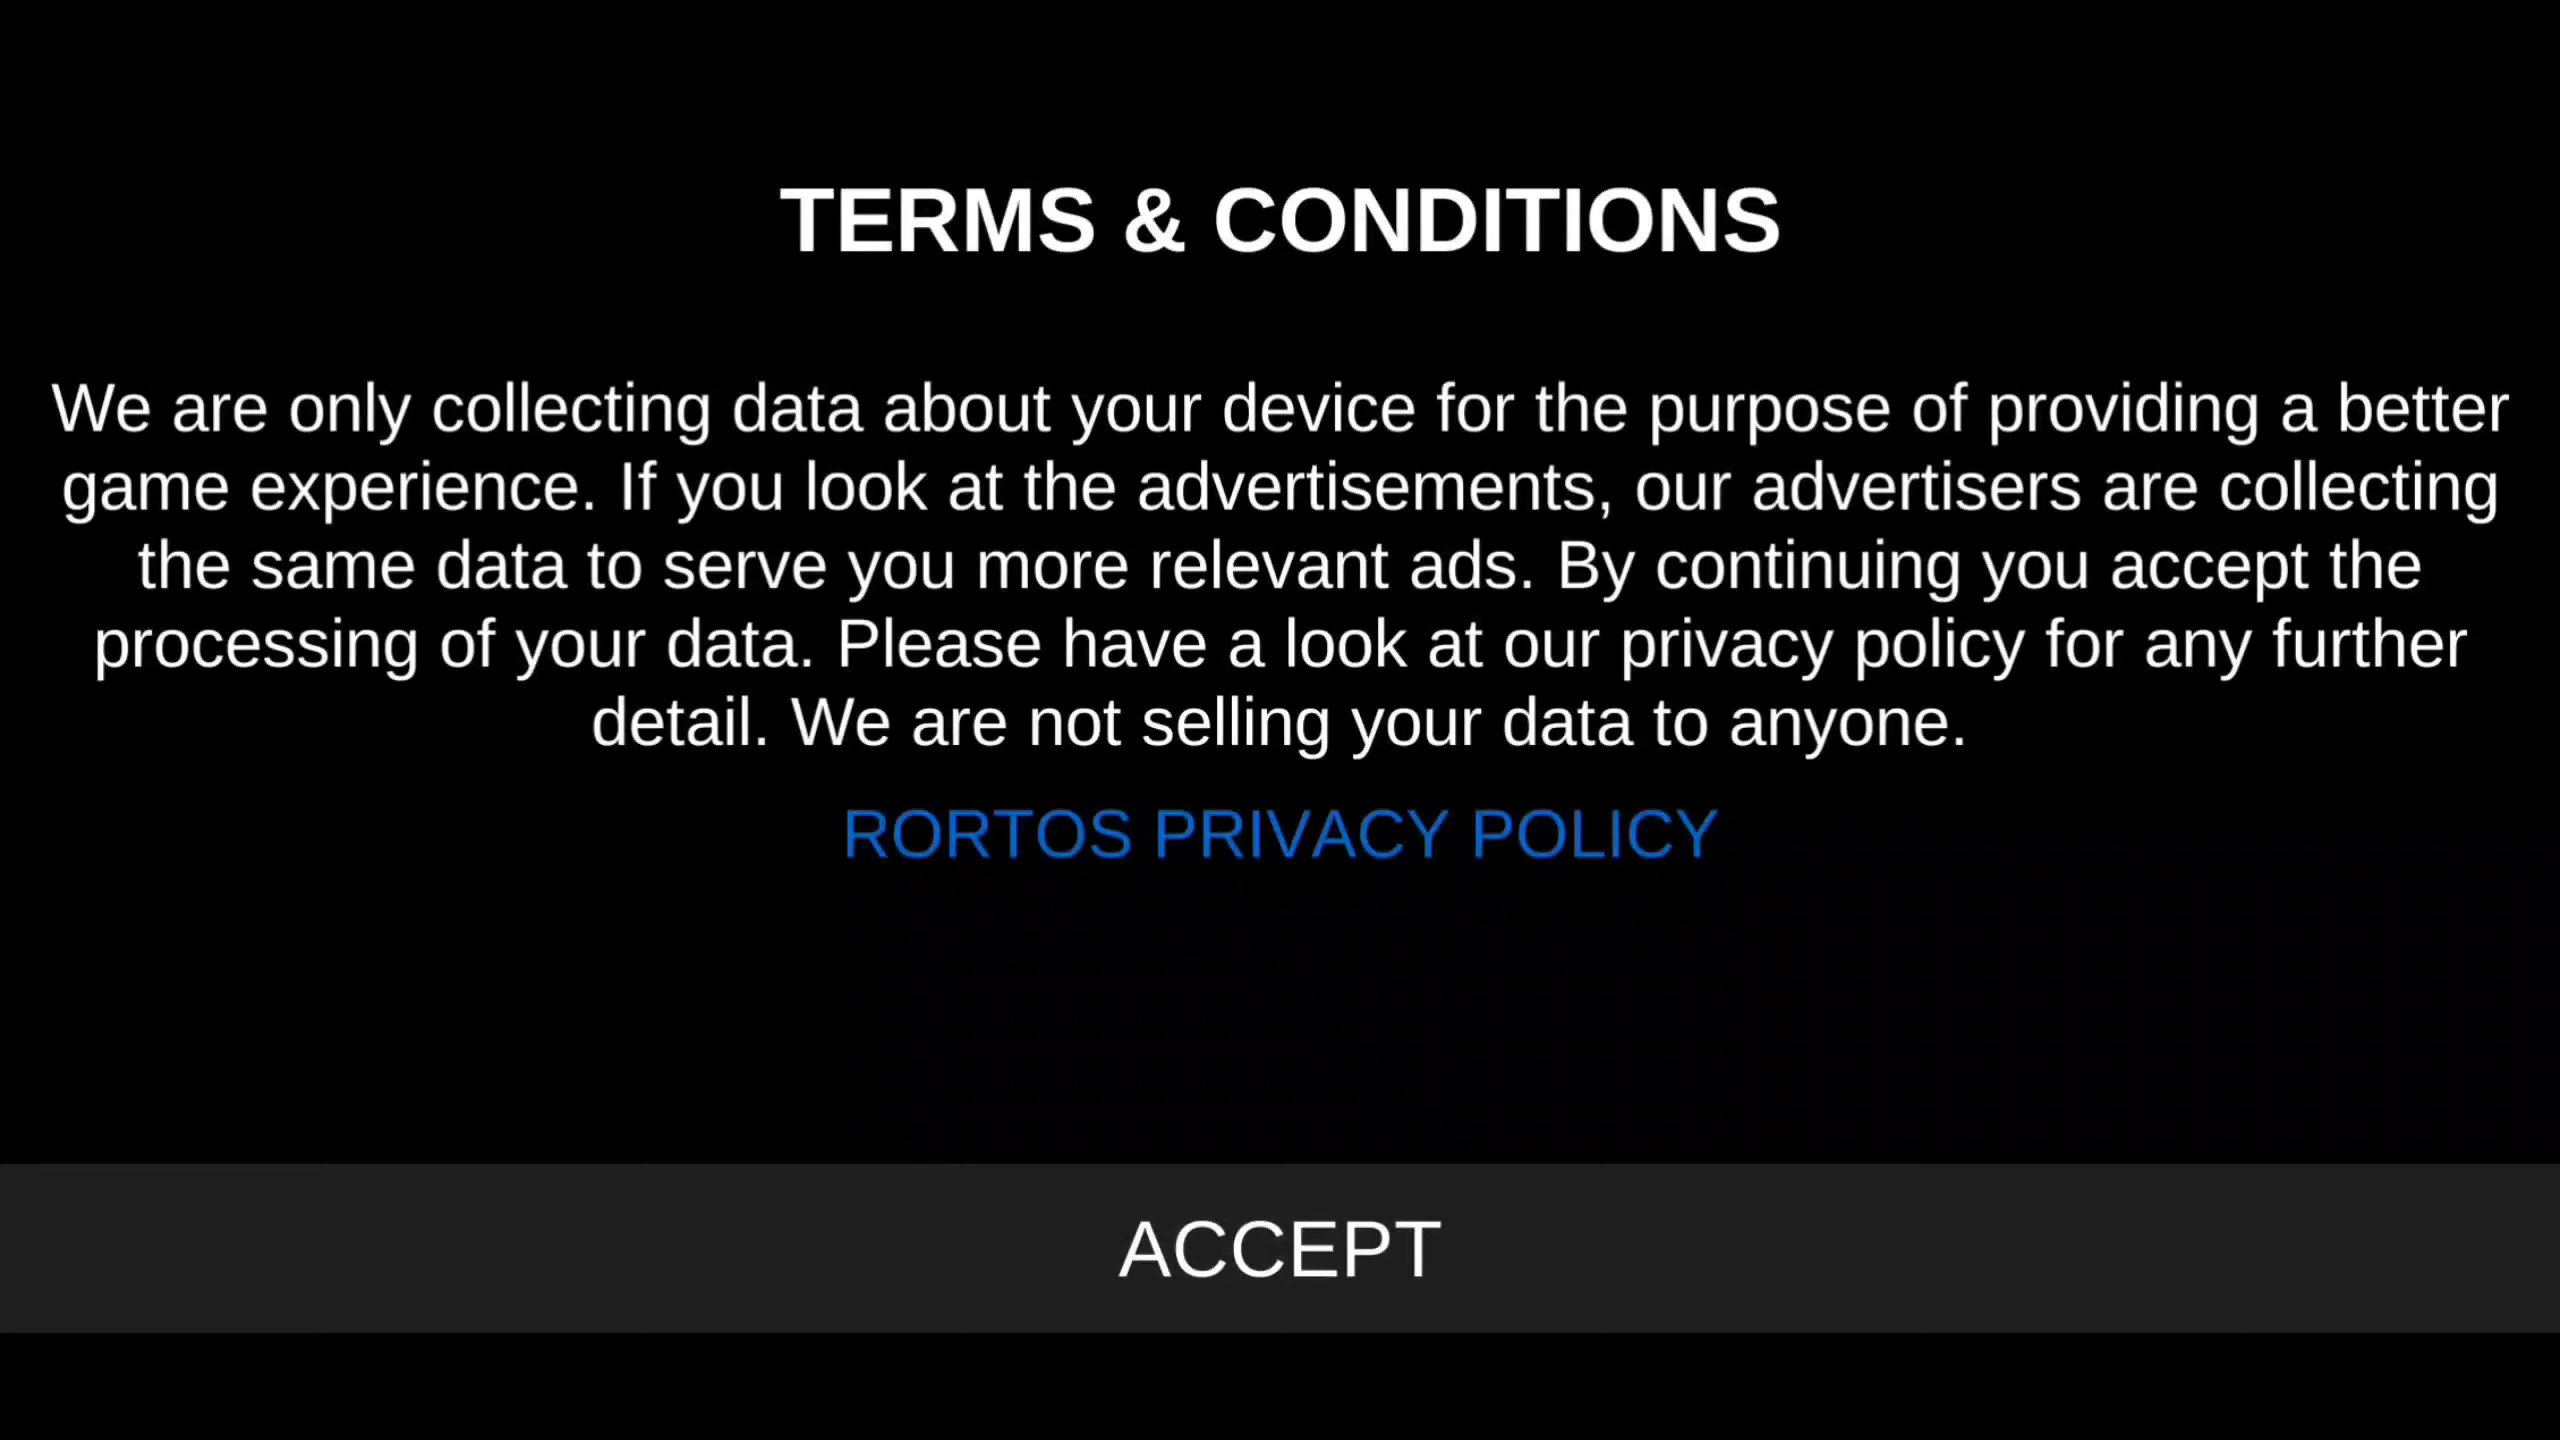 TERMS & CONDITIONS
We are only collecting data about your device for the purpose of providing a better
game experience. If you look at the advertisements, our advertisers are collecting
the same data to serve you more relevant ads. By continuing you accept the
processing of your data. Please have a look at our privacy policy for any further
detail. We are not selling your data to anyone.
RORTOS PRIVACY POLICY
ACCEPT